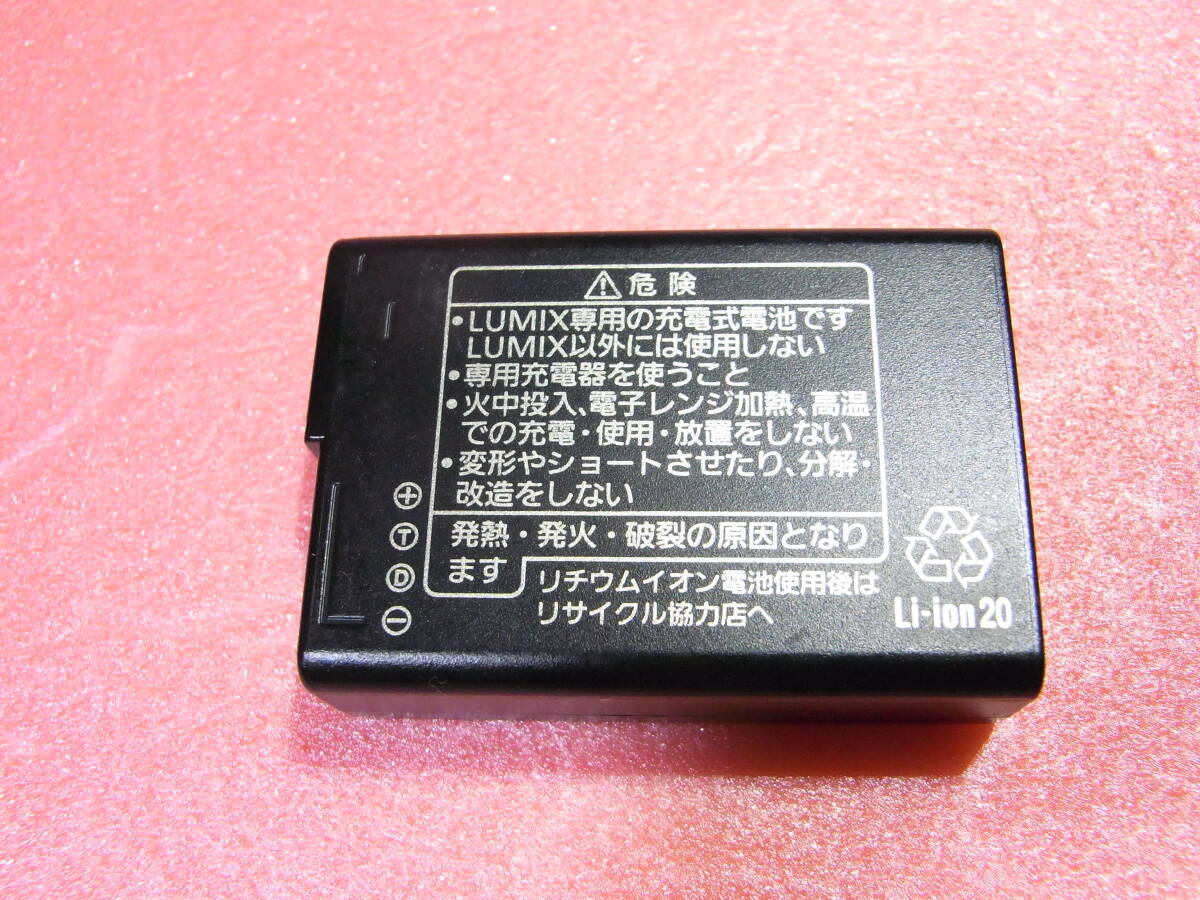 ⚠危険
・LUMIX専用の充電式電池です
LUMIX以外には使用しない
・専用充電器を使うこと
・火中投入、電子レンジ加熱、高温
での充電・使用・放置をしない
・変形やショートさせたり、分解・
改造をしない
発熱・発火・破裂の原因となり
ます
リチウムイオン電池使用後は
リサイクル協力店へ
⊕
Ⓣ
Ⓓ
⊖
Li-ion20